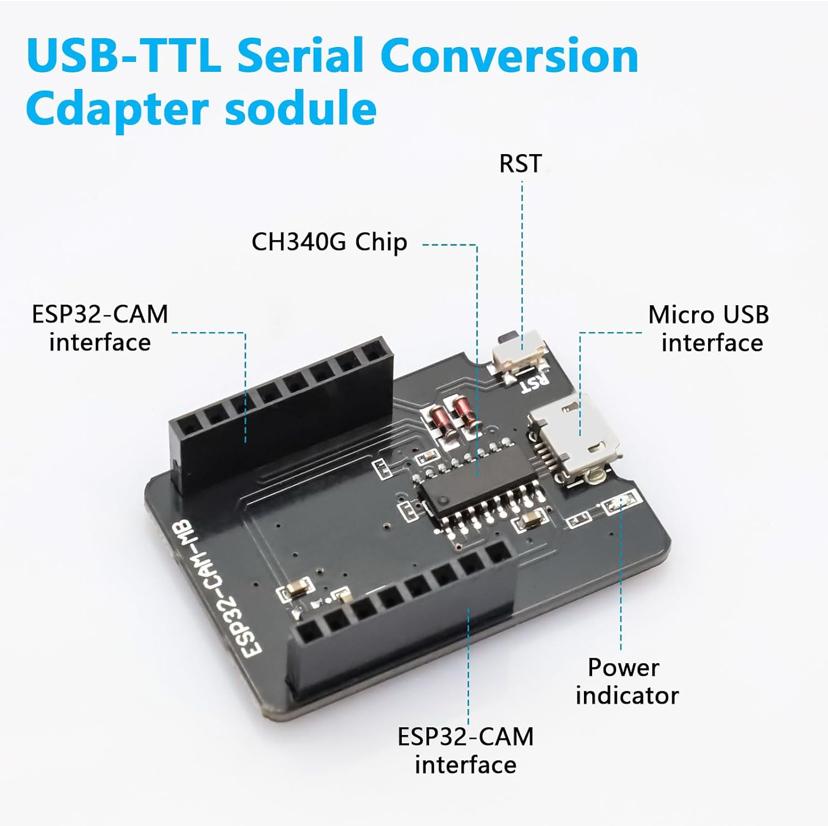 USB-TTL Serial Conversion
Cdapter sodule
RST
CH340G Chip
ESP32-CAM
interface
Micro USB
interface
RST
ESP32-CAM-MB
Power
indicator
ESP32-CAM
interface